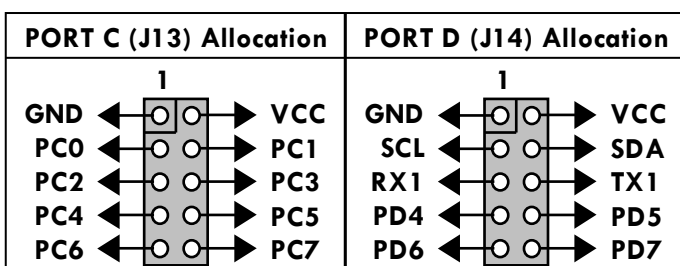 PORT C (J13) Allocation
1
GND VCC
PC0 PC1
PC2 PC3
PC4 PC5
PC6 PC7
PORT D (J14) Allocation
1
GND VCC
SCL SDA
RX1 TX1
PD4 PD5
PD6 PD7